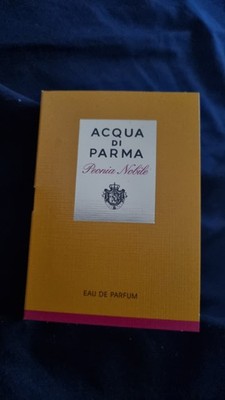 ACQUA
DI
PARMA
Peonia Nobile
EAU DE PARFUM